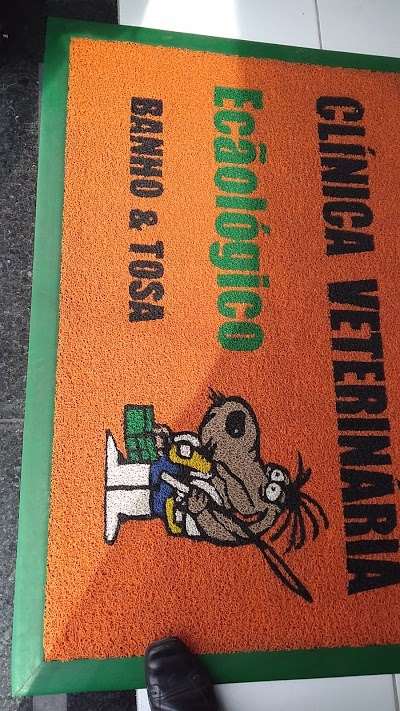 CLÍNICA VETERINÁRIA
Ecãológico
BANHO & TOSA